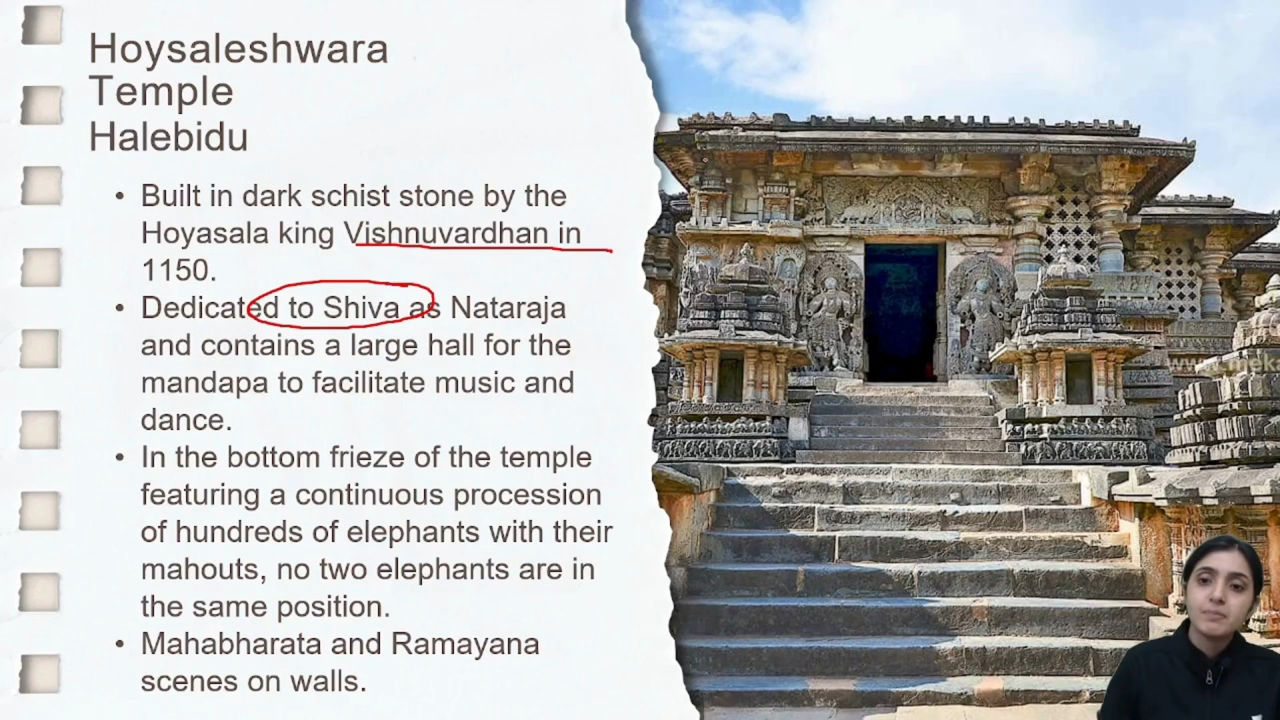 Hoysaleshwara
Temple
Halebidu
• Built in dark schist stone by the
Hoyasala king Vishnuvardhan in
1150.
• Dedicated to Shiva as Nataraja
and contains a large hall for the
mandapa to facilitate music and
dance.
• In the bottom frieze of the temple
featuring a continuous procession
of hundreds of elephants with their
mahouts, no two elephants are in
the same position.
• Mahabharata and Ramayana
scenes on walls.